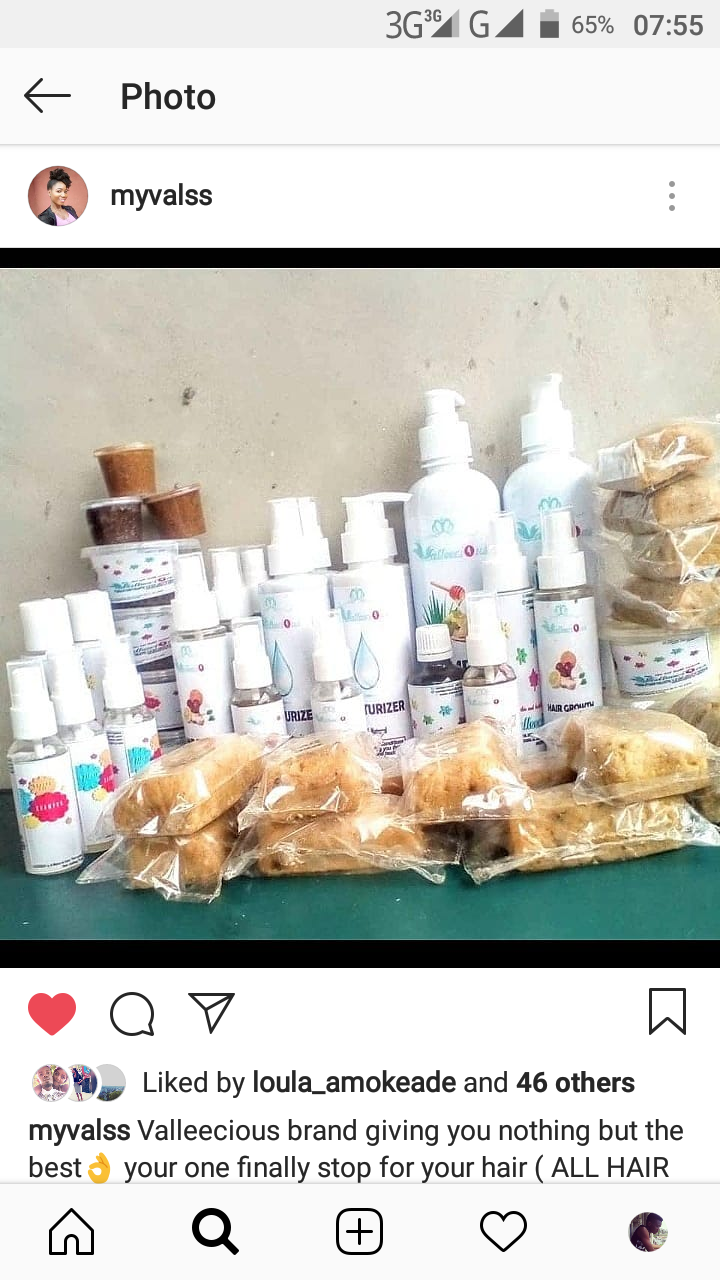 3G 3G G 65% 07:55
Photo
myvalss
URIZE
TURIZER
HAIR GROWTH
Liked by loula_amokeade and 46 others
myvalss Valleecious brand giving you nothing but the
best👌 your one finally stop for your hair ( ALL HAIR